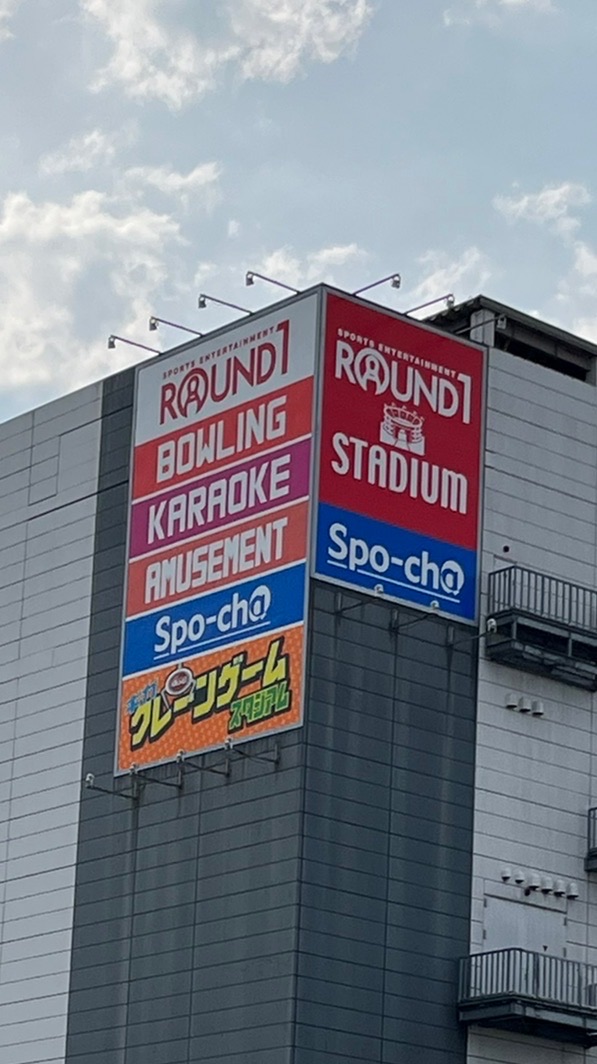 SPORTS ENTERTAINMENT
ROUND1
BOWLING
KARAOKE
AMUSEMENT
Spo-cha
クレーンゲーム
スタジアム
SPORTS ENTERTAINMENT
ROUND1
STADIUM
Spo-cha